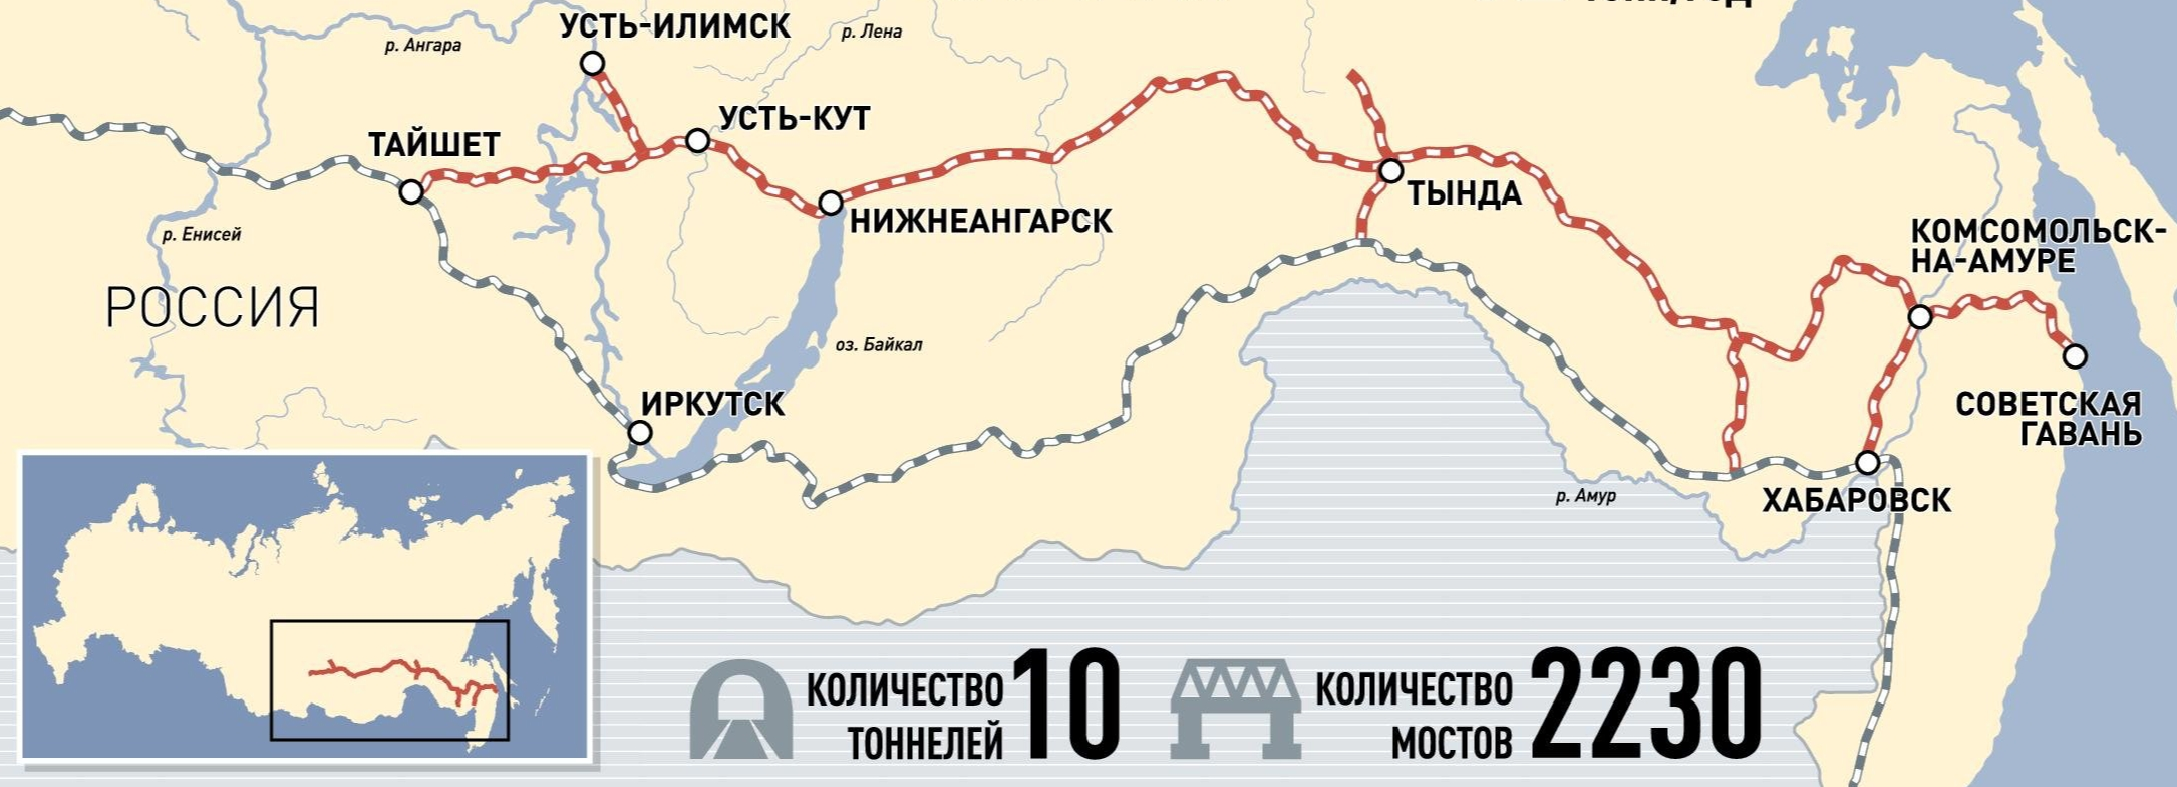 УСТЬ-ИЛИМСК
р. Лена
р. Ангара
УСТЬ-КУТ
ТАЙШЕТ
ТЫНДА
НИЖНЕАНГАРСК
р. Енисей
КОМСОМОЛЬСК-
НА-АМУРЕ
РОССИЯ
оз. Байкал
ИРКУТСК
СОВЕТСКАЯ
ГАВАНЬ
р. Амур
ХАБАРОВСК
КОЛИЧЕСТВО
ТОННЕЛЕЙ
10
КОЛИЧЕСТВО
МОСТОВ
2230